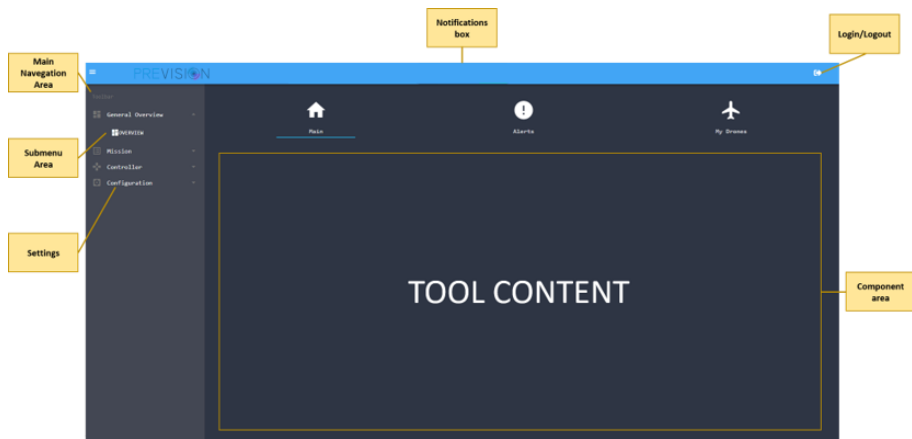 Notifications
box
Login/Logout
Main
Navegation
Area
PREVISION
General Overview
OVERVIEW
Main
Alerts
My Drones
Submenu
Area
Mission
Controller
Configuration
Settings
TOOL CONTENT
Component
area